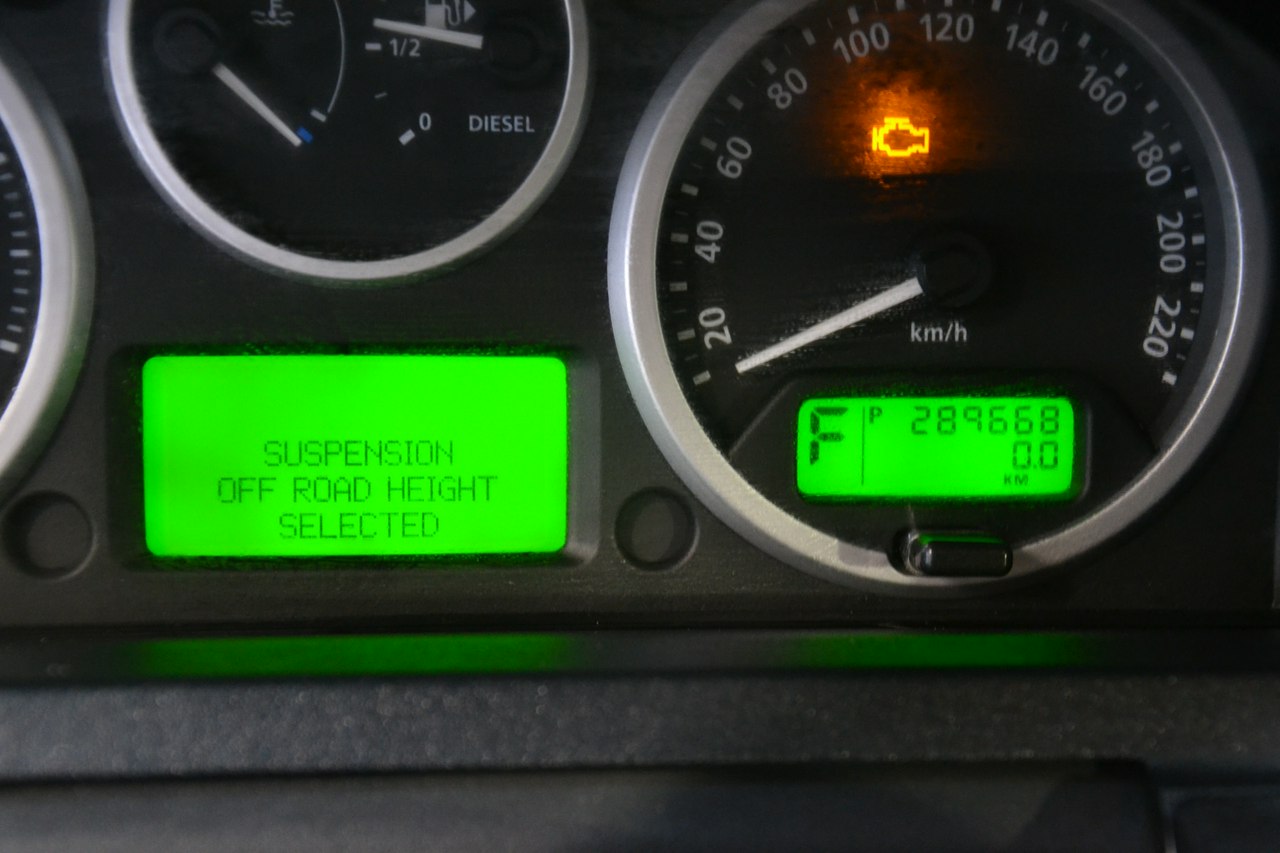 F
1/2
0
DIESEL
20
40
60
80
100
120
140
160
180
200
220
km/h
SUSPENSION
OFF ROAD HEIGHT
SELECTED
F
P
289668
0.0
KM